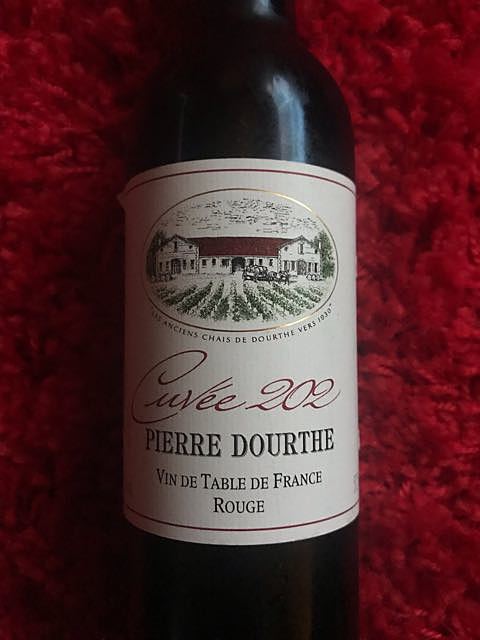 "LES ANCIENS CHAIS DE DOURTHE VERS 1930"
Cuvée 202
PIERRE DOURTHE
VIN DE TABLE DE FRANCE
ROUGE